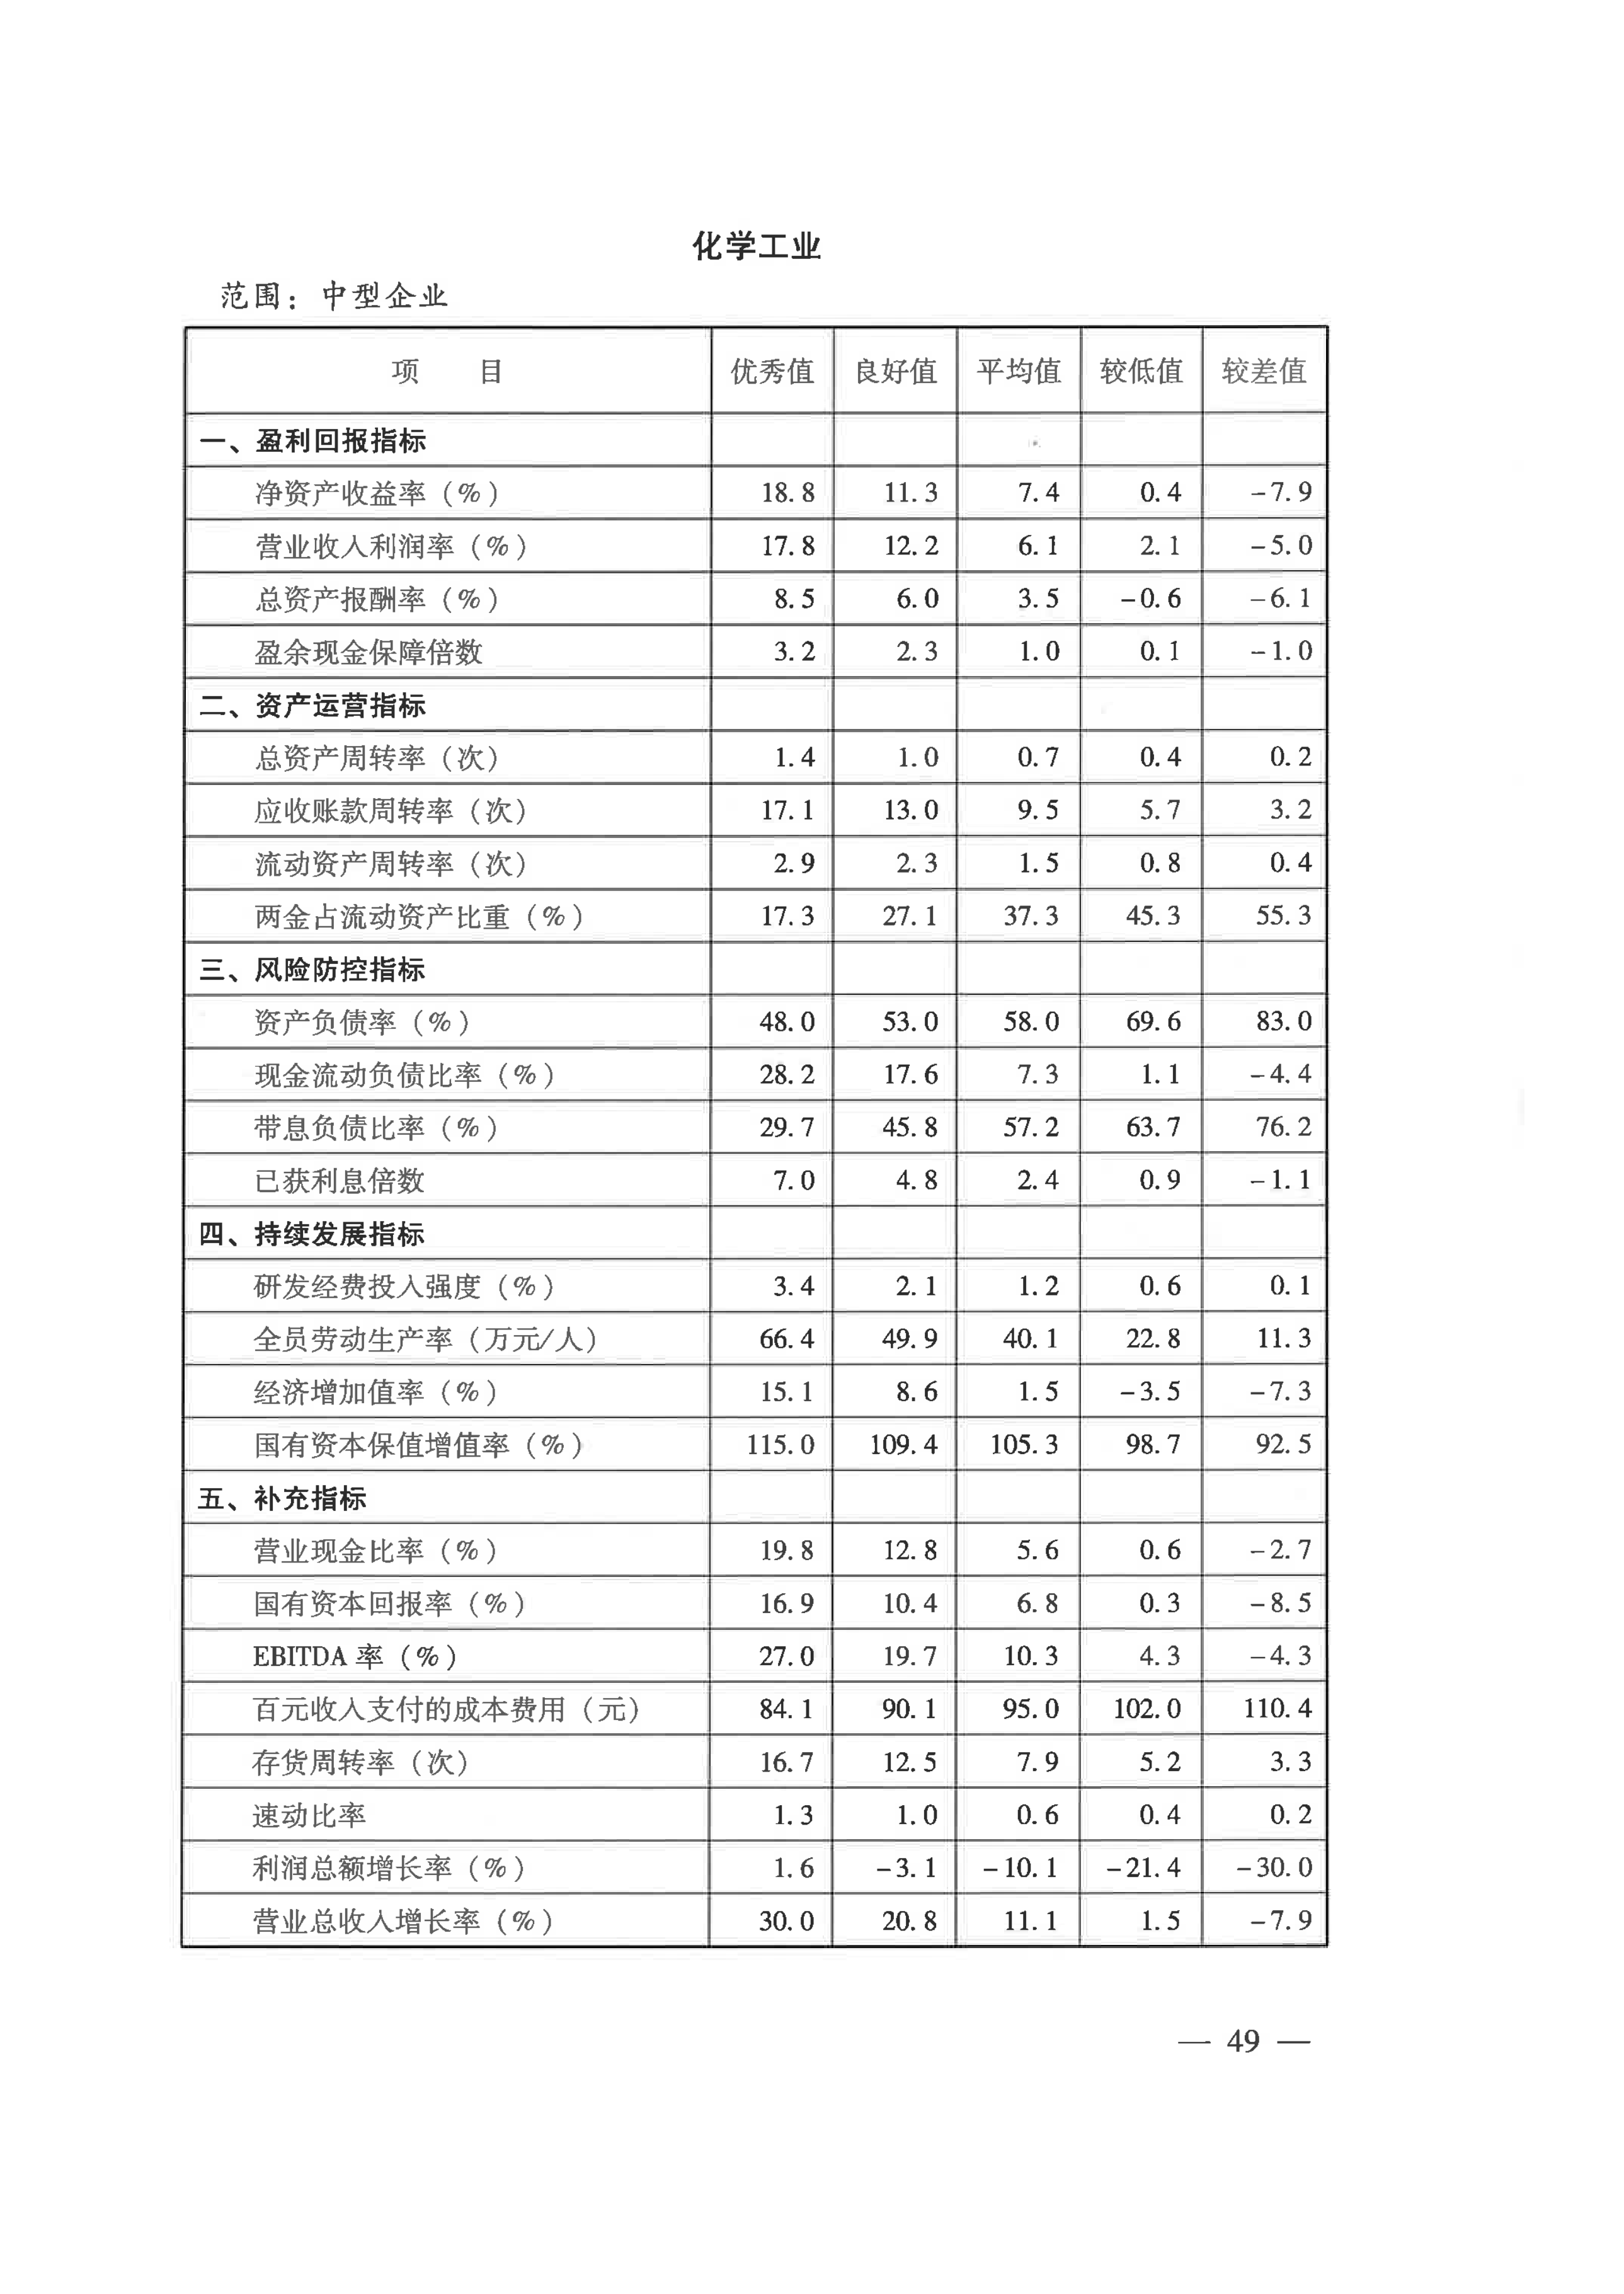 化学工业
范围：中型企业
项 目 优秀值 良好值 平均值 较低值 较差值
一、盈利回报指标
净资产收益率（%） 18.8 11.3 7.4 0.4 -7.9
营业收入利润率（%） 17.8 12.2 6.1 2.1 -5.0
总资产报酬率（%） 8.5 6.0 3.5 -0.6 -6.1
盈余现金保障倍数 3.2 2.3 1.0 0.1 -1.0
二、资产运营指标
总资产周转率（次） 1.4 1.0 0.7 0.4 0.2
应收账款周转率（次） 17.1 13.0 9.5 5.7 3.2
流动资产周转率（次） 2.9 2.3 1.5 0.8 0.4
两金占流动资产比重（%） 17.3 27.1 37.3 45.3 55.3
三、风险防控指标
资产负债率（%） 48.0 53.0 58.0 69.6 83.0
现金流动负债比率（%） 28.2 17.6 7.3 1.1 -4.4
带息负债比率（%） 29.7 45.8 57.2 63.7 76.2
已获利息倍数 7.0 4.8 2.4 0.9 -1.1
四、持续发展指标
研发经费投入强度（%） 3.4 2.1 1.2 0.6 0.1
全员劳动生产率（万元/人） 66.4 49.9 40.1 22.8 11.3
经济增加值率（%） 15.1 8.6 1.5 -3.5 -7.3
国有资本保值增值率（%） 115.0 109.4 105.3 98.7 92.5
五、补充指标
营业现金比率（%） 19.8 12.8 5.6 0.6 -2.7
国有资本回报率（%） 16.9 10.4 6.8 0.3 -8.5
EBITDA 率（%） 27.0 19.7 10.3 4.3 -4.3
百元收入支付的成本费用（元） 84.1 90.1 95.0 102.0 110.4
存货周转率（次） 16.7 12.5 7.9 5.2 3.3
速动比率 1.3 1.0 0.6 0.4 0.2
利润总额增长率（%） 1.6 -3.1 -10.1 -21.4 -30.0
营业总收入增长率（%） 30.0 20.8 11.1 1.5 -7.9
— 49 —